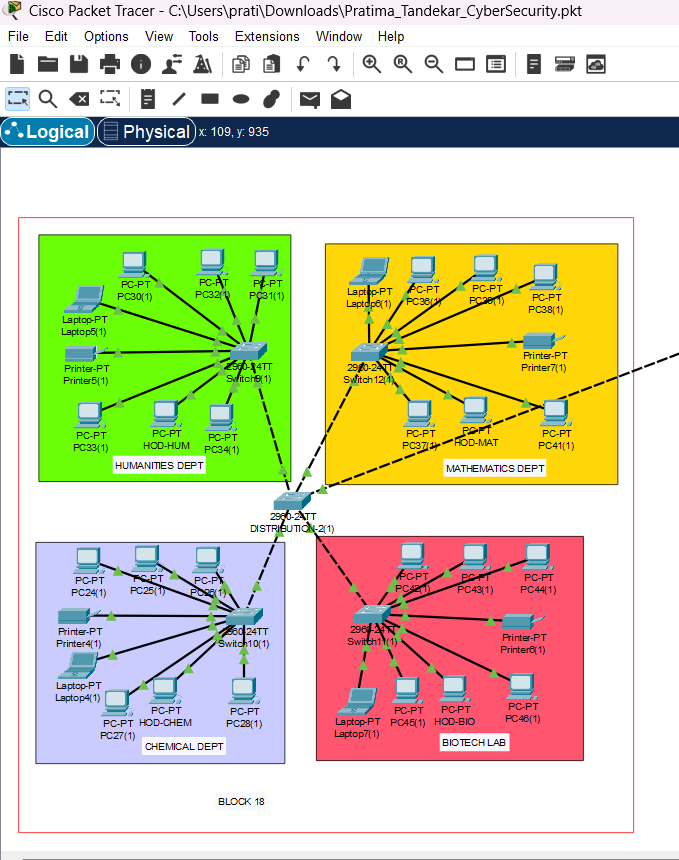 Cisco Packet Tracer - C:\Users\prati\Downloads\Pratima_Tandekar_CyberSecurity.pkt
File Edit Options View Tools Extensions Window Help
Logical Physical x: 109, y: 935
PC-PT
PC30(1)
PC-PT
PC32(1)
PC-PT
PC31(1)
Laptop-PT
Laptop5(1)
Printer-PT
Printer5(1)
2960-24TT
Switch9(1)
PC-PT
PC33(1)
PC-PT
HOD-HUM
PC-PT
PC34(1)
HUMANITIES DEPT
Laptop-PT
Laptop6(1)
PC-PT
PC36(1)
PC-PT
PC-PT
PC38(1)
Printer-PT
Printer7(1)
2960-24TT
Switch12(1)
PC-PT
PC37(1)
PC-PT
HOD-MAT
PC-PT
PC41(1)
MATHEMATICS DEPT
2960-24TT
DISTRIBUTION-2(1)
PC-PT
PC24(1)
PC-PT
PC25(1)
PC-PT
PC26(1)
Printer-PT
Printer4(1)
2960-24TT
Switch10(1)
Laptop-PT
Laptop4(1)
PC-PT
PC27(1)
PC-PT
HOD-CHEM
PC-PT
PC28(1)
CHEMICAL DEPT
PC-PT
PC42(1)
PC-PT
PC43(1)
PC-PT
PC44(1)
2960-24TT
Switch11(1)
Printer-PT
Printer6(1)
Laptop-PT
Laptop7(1)
PC-PT
PC45(1)
PC-PT
HOD-BIO
PC-PT
PC46(1)
BIOTECH LAB
BLOCK 18